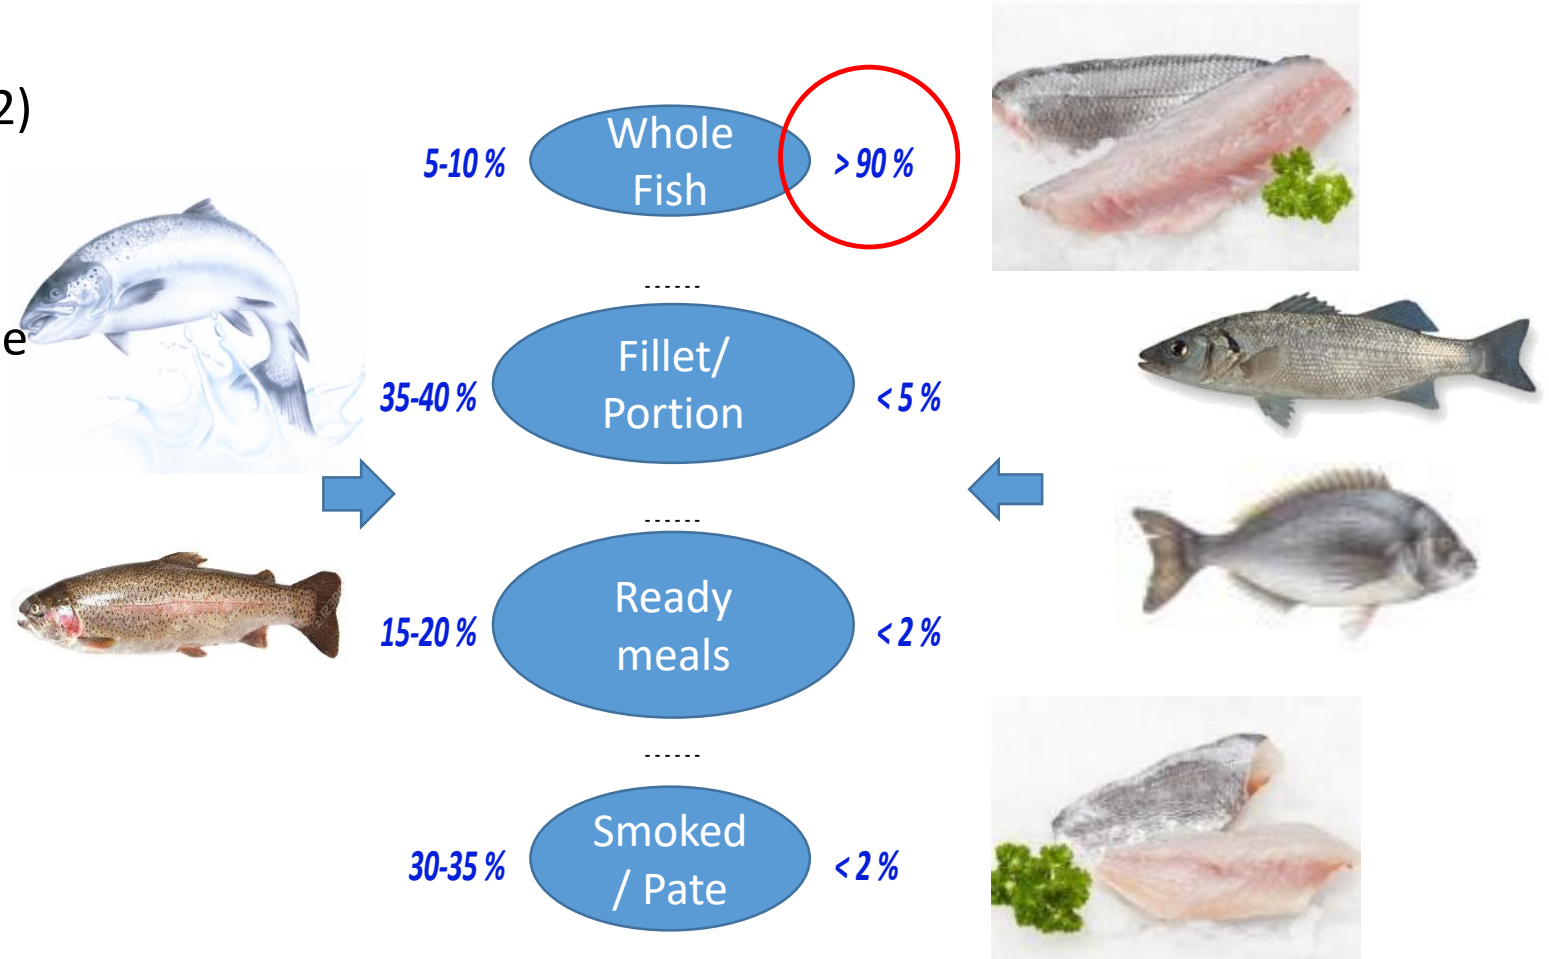 2)
5-10 %
Whole
Fish
> 90 %
------
e
35-40 %
Fillet/
Portion
< 5 %
------
15-20 %
Ready
meals
< 2 %
------
30-35 %
Smoked
/ Pate
< 2 %